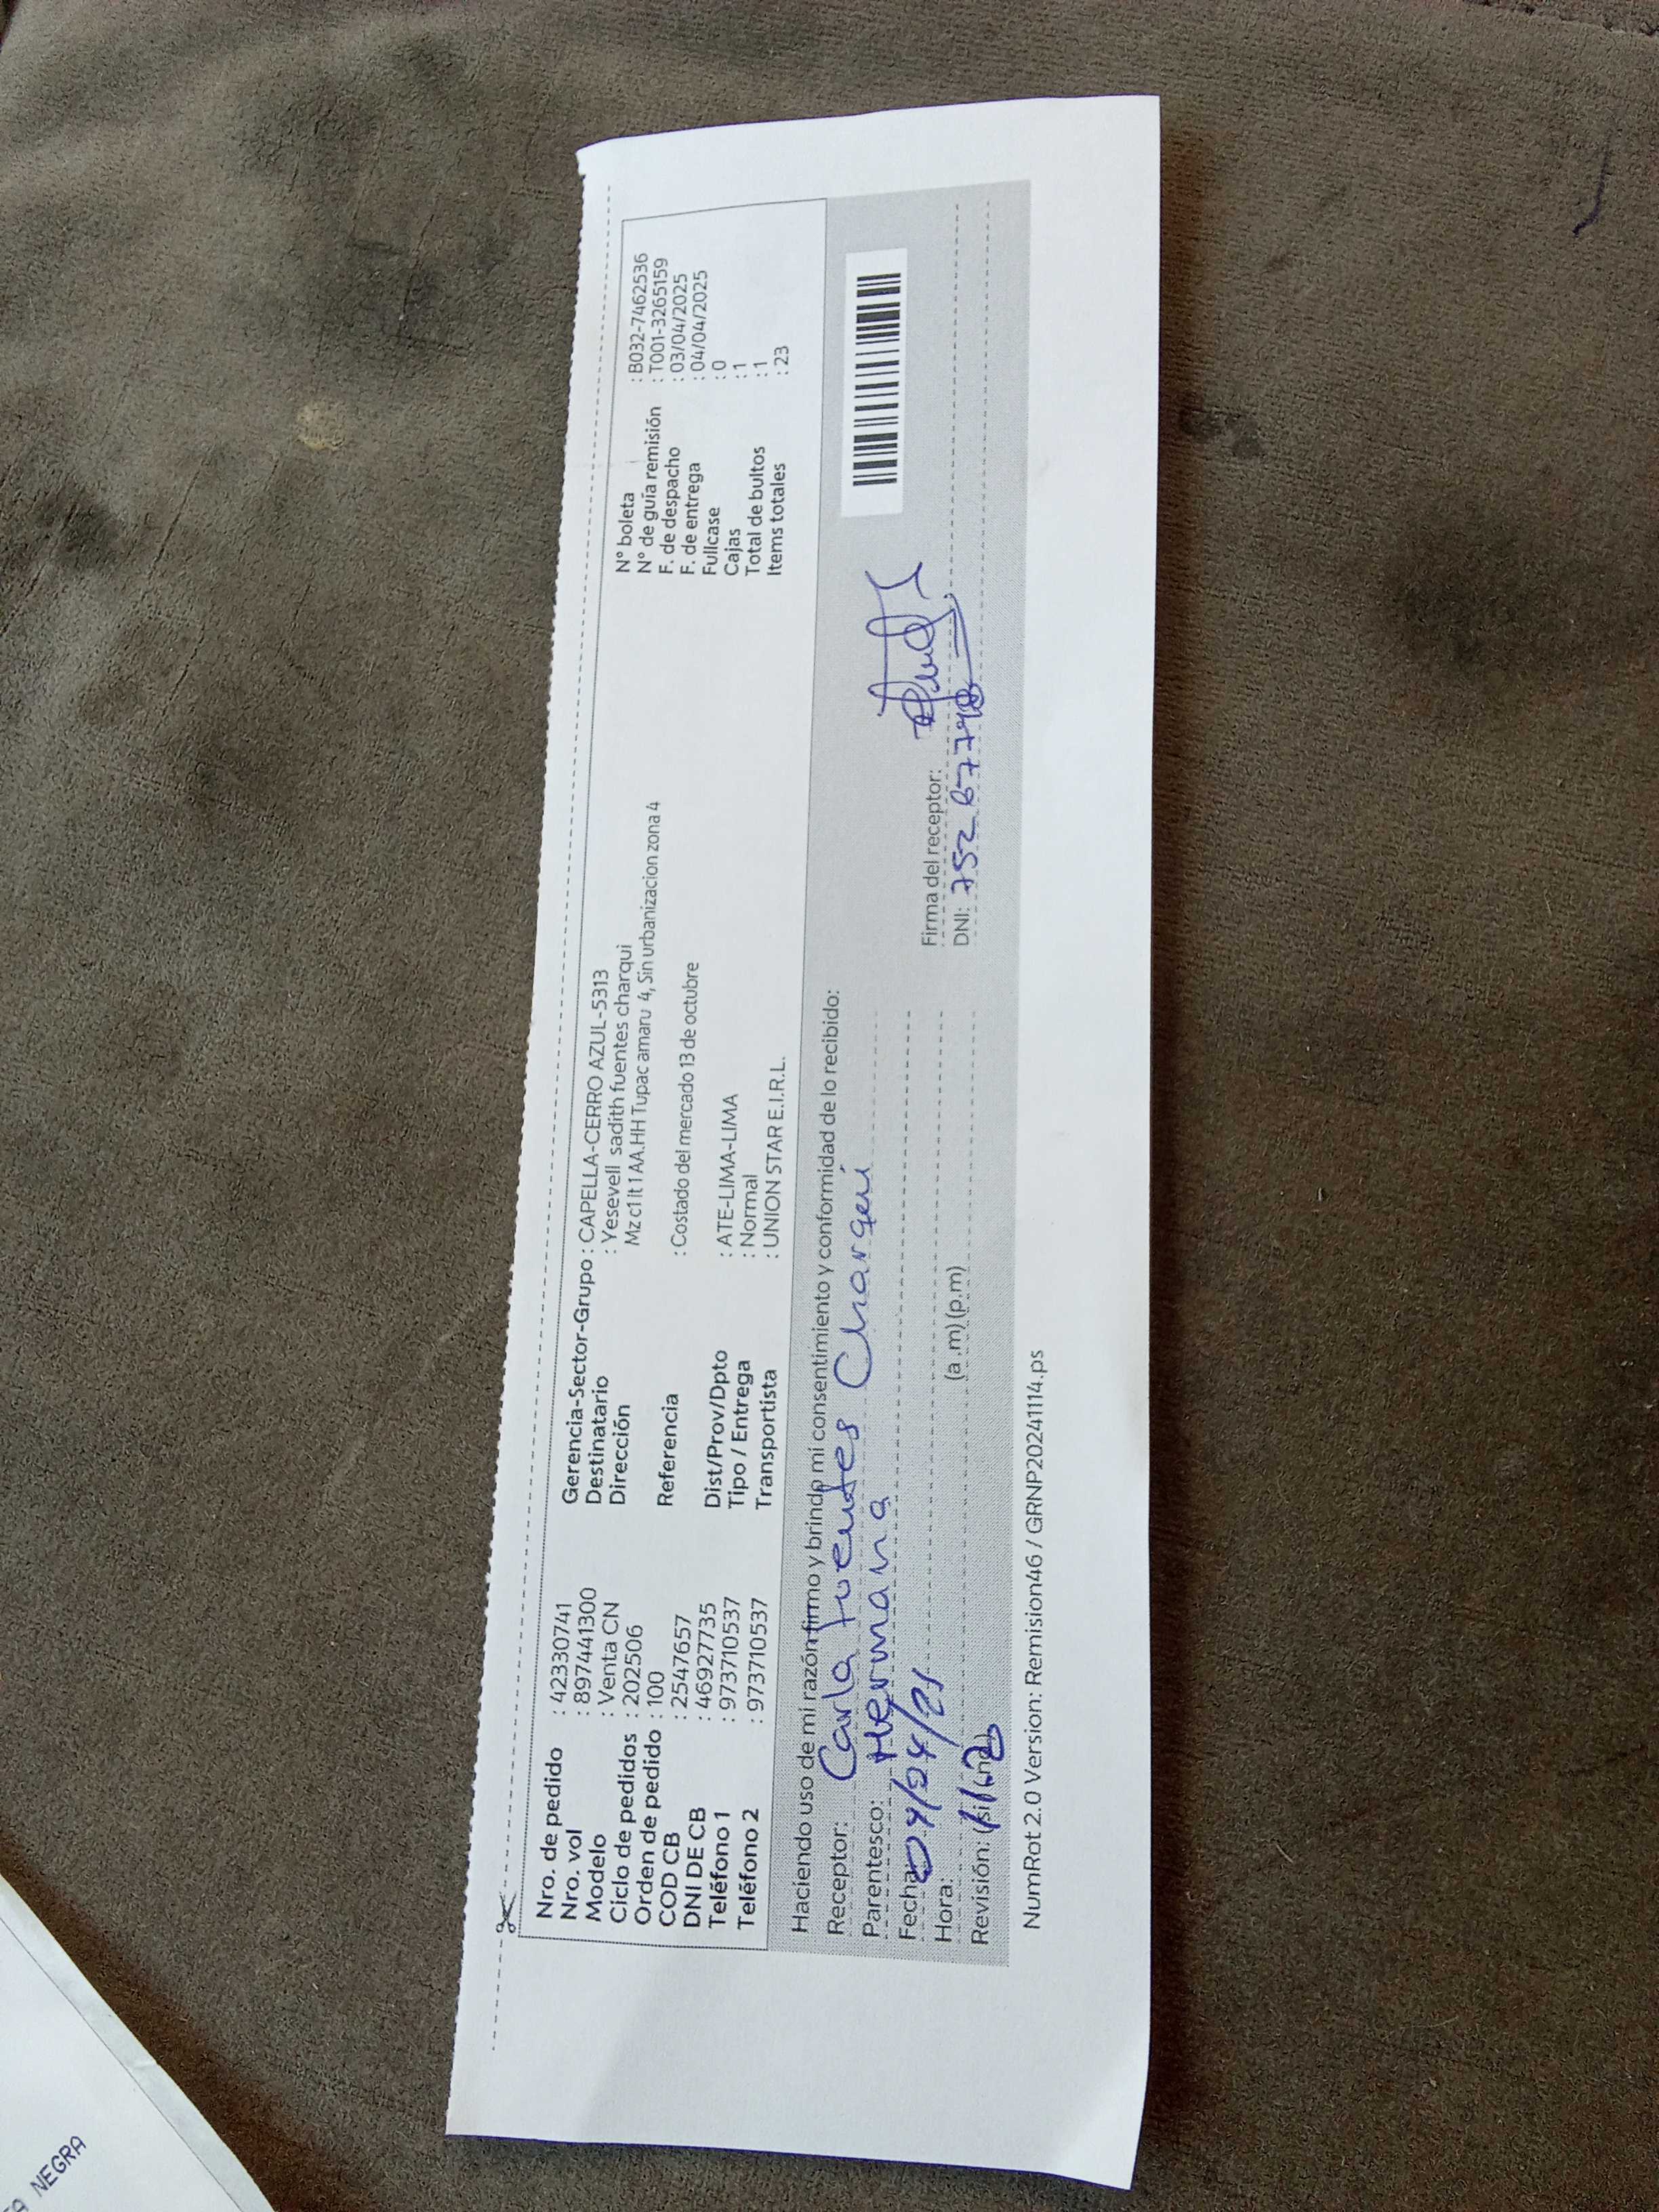 Nro. de pedido : 42330741
Nro. vol : 89744141300
Modelo : Venta CN
Ciclo de pedidos : 202506
Orden de pedido : 100
COD CB : 2547657
DNI DE CB : 46927735
Teléfono 1 : 973710537
Teléfono 2 : 973710537
Gerencia-Sector-Grupo : CAPELLA-CERRO AZUL-5313
Destinatario : Yesevell sadith fuentes charqui
Dirección Mz c1 lt 1 AA.HH Tupac amaru 4, Sin urbanizacion zona 4
Referencia : Costado del mercado 13 de octubre
Dist/Prov/Dpto : ATE-LIMA-LIMA
Tipo / Entrega : Normal
Transportista : UNION STAR E.I.R.L.
N° boleta : B032-7462536
N° de guía remisión : T001-3265159
F. de despacho : 03/04/2025
F. de entrega : 04/04/2025
Fullcase : 0
Cajas : 1
Total de bultos : 1
Items totales : 23
Haciendo uso de mi razón firmo y brindo mi consentimiento y conformidad de lo recibido:
Receptor: Carla Fuentes Charqui
Parentesco: Hermana
Fecha: 04/04/21
Hora: (a .m) (p.m)
Revisión:
Firma del receptor:
DNI:
NumRot 2.0 Version: Remision46 / GRNP20241114.ps
NEGRA